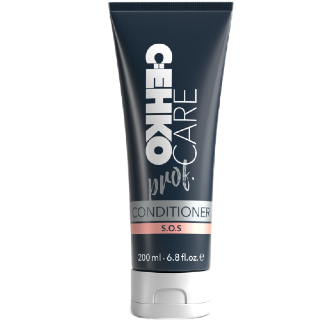 C:EHKO
prof.
CARE
CONDITIONER
S.O.S
200 ml - 6.8 fl.oz. e